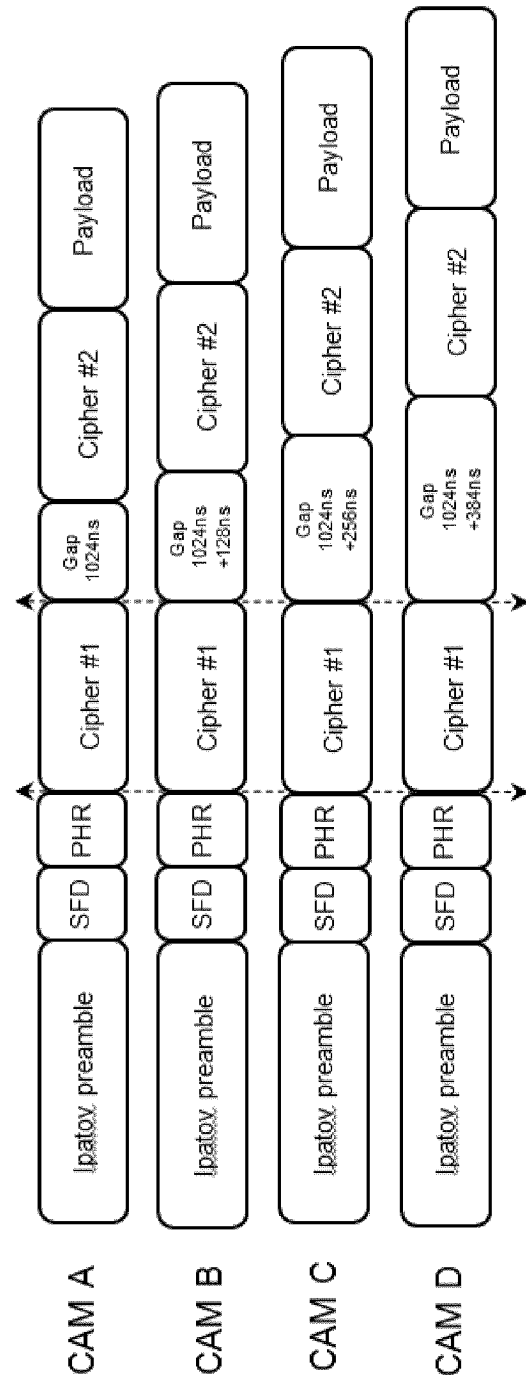 CAM A
Ipatov preamble
SFD
PHR
Cipher #1
Gap
1024ns
Cipher #2
Payload
CAM B
Ipatov preamble
SFD
PHR
Cipher #1
Gap
1024ns
+128ns
Cipher #2
Payload
CAM C
Ipatov preamble
SFD
PHR
Cipher #1
Gap
1024ns
+256ns
Cipher #2
Payload
CAM D
Ipatov preamble
SFD
PHR
Cipher #1
Gap
1024ns
+384ns
Cipher #2
Payload